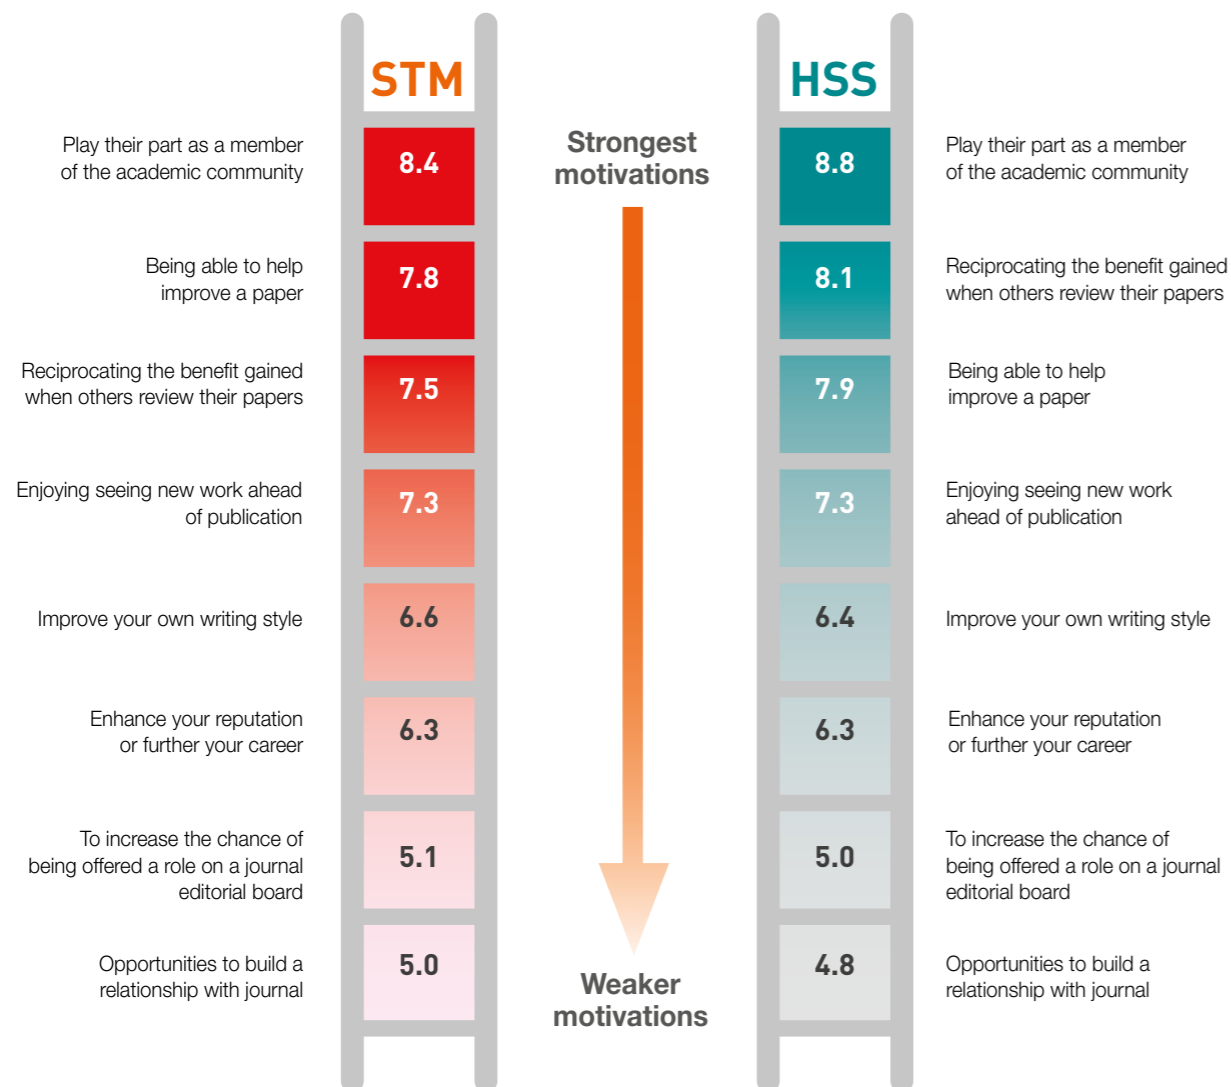 STM
HSS
Strongest
motivations
Play their part as a member
of the academic community
8.4
8.8
Play their part as a member
of the academic community
Being able to help
improve a paper
7.8
8.1
Reciprocating the benefit gained
when others review their papers
Reciprocating the benefit gained
when others review their papers
7.5
7.9
Being able to help
improve a paper
Enjoying seeing new work ahead
of publication
7.3
7.3
Enjoying seeing new work
ahead of publication
Improve your own writing style
6.6
6.4
Improve your own writing style
Enhance your reputation
or further your career
6.3
6.3
Enhance your reputation
or further your career
To increase the chance of
being offered a role on a journal
editorial board
5.1
5.0
To increase the chance of
being offered a role on a journal
editorial board
Opportunities to build a
relationship with journal
5.0
4.8
Opportunities to build a
relationship with journal
Weaker
motivations